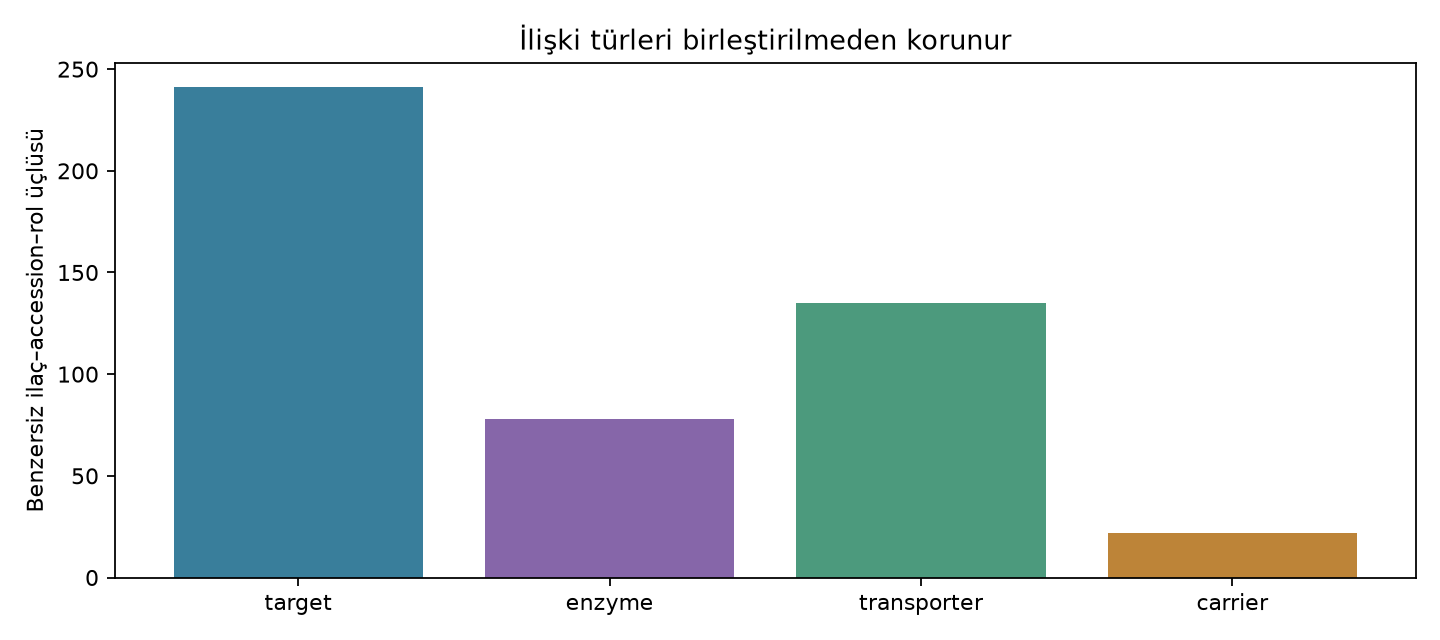 İlişki türleri birleştirilmeden korunur
Benzersiz ilaç–accession–rol üçlüsü
250
200
150
100
50
0
target
enzyme
transporter
carrier